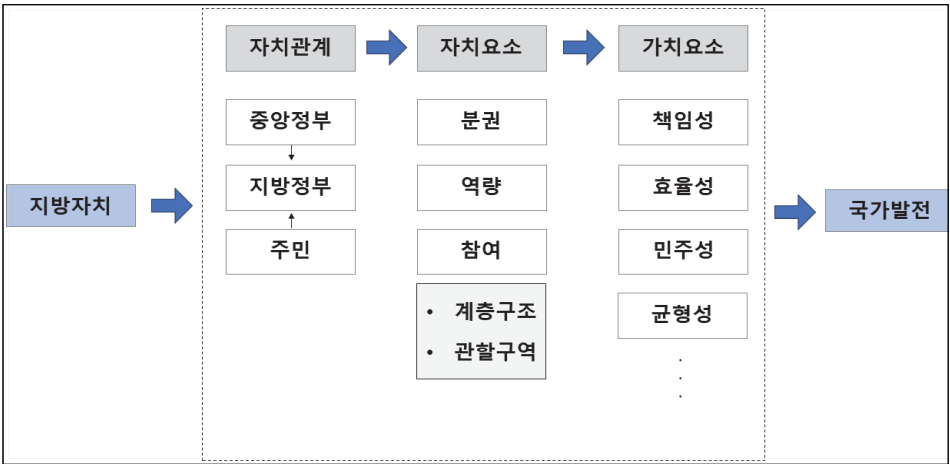 지방자치
자치관계
중앙정부
지방정부
주민
자치요소
분권
역량
참여
• 계층구조
• 관할구역
가치요소
책임성
효율성
민주성
균형성
.
.
.
국가발전